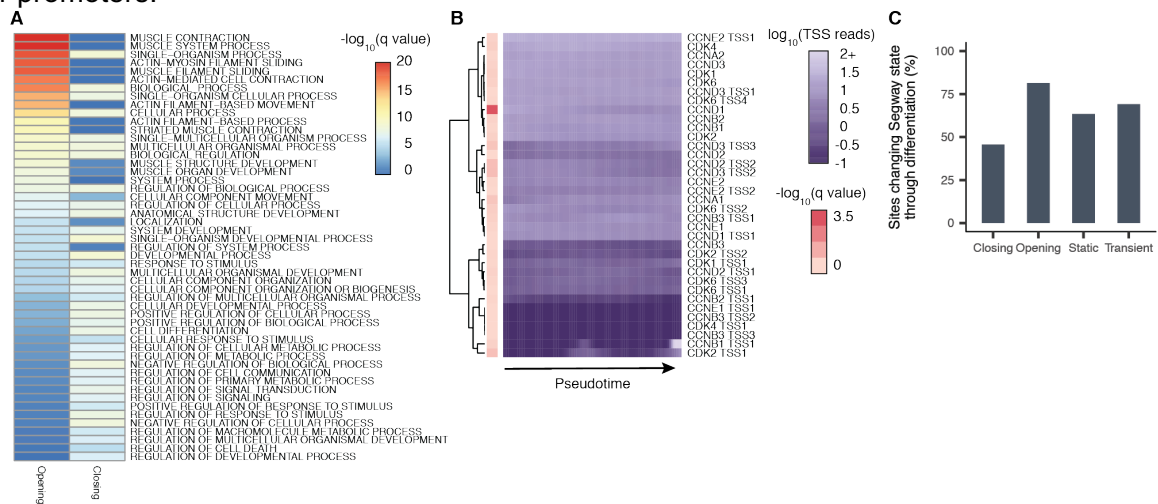 r promoters.
A
MUSCLE CONTRACTION
MUSCLE SYSTEM PROCESS
SINGLE−ORGANISM PROCESS
ACTIN−MYOSIN FILAMENT SLIDING
MUSCLE FILAMENT SLIDING
ACTIN−MEDIATED CELL CONTRACTION
BIOLOGICAL_PROCESS
SINGLE−ORGANISM CELLULAR PROCESS
ACTIN FILAMENT−BASED MOVEMENT
CELLULAR PROCESS
ACTIN FILAMENT−BASED PROCESS
STRIATED MUSCLE CONTRACTION
SINGLE−MULTICELLULAR ORGANISM PROCESS
MULTICELLULAR ORGANISMAL PROCESS
BIOLOGICAL REGULATION
MUSCLE STRUCTURE DEVELOPMENT
MUSCLE ORGAN DEVELOPMENT
SYSTEM PROCESS
REGULATION OF BIOLOGICAL PROCESS
CELLULAR COMPONENT MOVEMENT
REGULATION OF CELLULAR PROCESS
ANATOMICAL STRUCTURE DEVELOPMENT
LOCALIZATION
SYSTEM DEVELOPMENT
SINGLE−ORGANISM DEVELOPMENTAL PROCESS
REGULATION OF SYSTEM PROCESS
DEVELOPMENTAL PROCESS
RESPONSE TO STIMULUS
MULTICELLULAR ORGANISMAL DEVELOPMENT
CELLULAR COMPONENT ORGANIZATION
CELLULAR COMPONENT ORGANIZATION OR BIOGENESIS
REGULATION OF MULTICELLULAR ORGANISMAL PROCESS
CELLULAR DEVELOPMENTAL PROCESS
POSITIVE REGULATION OF CELLULAR PROCESS
POSITIVE REGULATION OF BIOLOGICAL PROCESS
CELL DIFFERENTIATION
CELLULAR RESPONSE TO STIMULUS
REGULATION OF CELLULAR METABOLIC PROCESS
REGULATION OF METABOLIC PROCESS
NEGATIVE REGULATION OF BIOLOGICAL PROCESS
REGULATION OF CELL COMMUNICATION
REGULATION OF PRIMARY METABOLIC PROCESS
REGULATION OF SIGNAL TRANSDUCTION
REGULATION OF SIGNALING
POSITIVE REGULATION OF RESPONSE TO STIMULUS
REGULATION OF RESPONSE TO STIMULUS
NEGATIVE REGULATION OF CELLULAR PROCESS
REGULATION OF MACROMOLECULE METABOLIC PROCESS
REGULATION OF MULTICELLULAR ORGANISMAL DEVELOPMENT
REGULATION OF CELL DEATH
REGULATION OF DEVELOPMENTAL PROCESS
Opening
Closing
-log10(q value)
20
15
10
5
0
B
CCNE2 TSS1
CDK4
CCNA2
CCND3
CDK1
CDK6
CCND3 TSS1
CDK6 TSS4
CCND1
CCNB2
CCNB1
CDK2
CCND3 TSS3
CCND2
CCND2 TSS2
CCND3 TSS2
CCNE2
CCNE2 TSS2
CCNA1
CDK6 TSS2
CCNB3 TSS1
CCNE1
CCND1 TSS1
CCNB3
CDK2 TSS2
CDK1 TSS1
CCND2 TSS1
CDK6 TSS3
CDK6 TSS1
CCNB2 TSS1
CCNE1 TSS1
CCNB3 TSS2
CDK4 TSS1
CCNB3 TSS3
CCNB1 TSS1
CDK2 TSS1
Pseudotime
log10(TSS reads)
2+
1.5
1
0.5
0
-0.5
-1
-log10(q value)
3.5
0
C
Sites changing Segway state
through differentiation (%)
100
75
50
25
0
Closing
Opening
Static
Transient